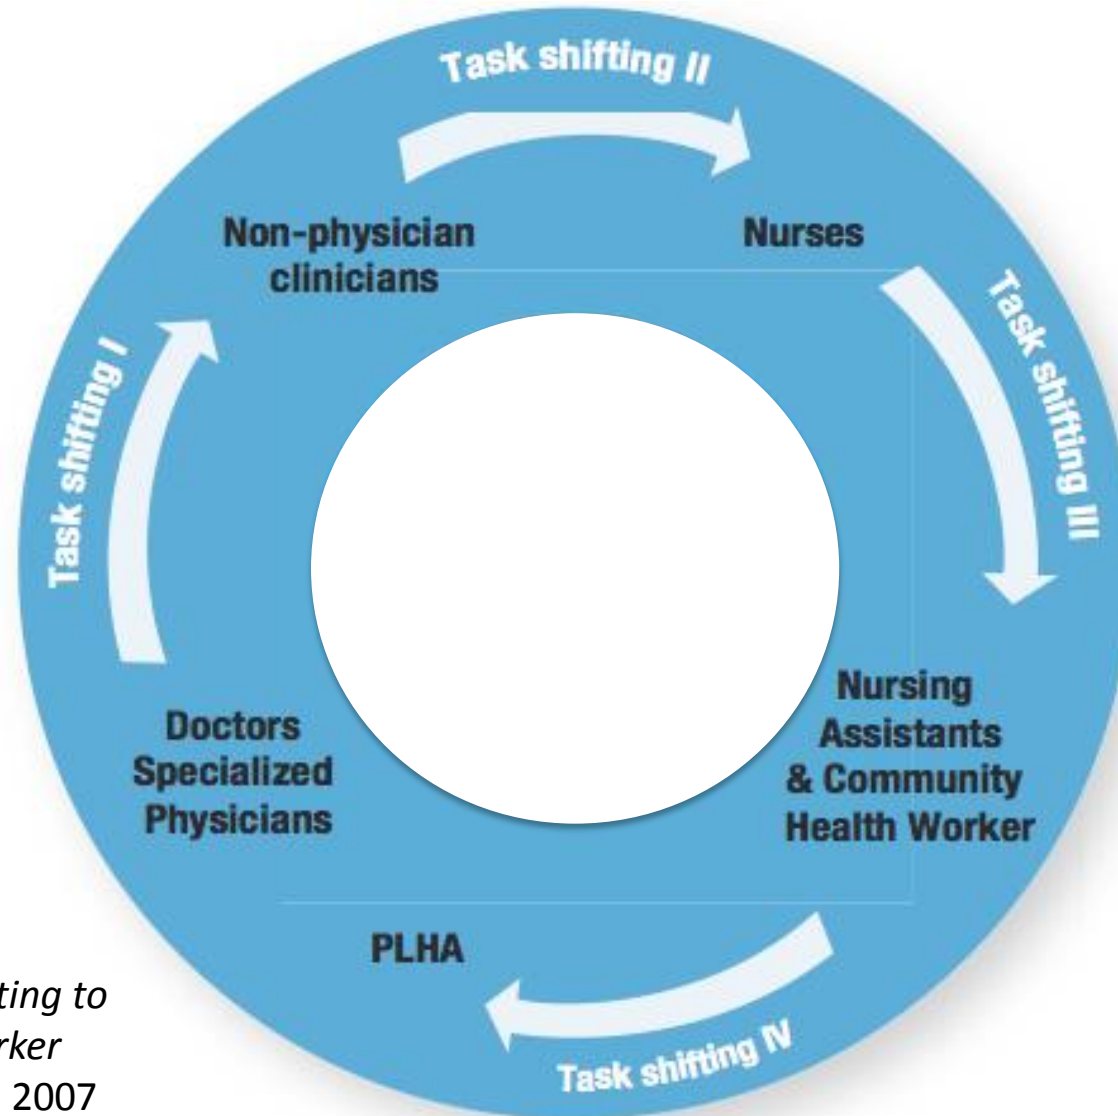 Task shifting II
Non-physician
clinicians
Nurses
Task shifting I
Task shifting III
Doctors
Specialized
Physicians
Nursing
Assistants
& Community
Health Worker
PLHA
Task shifting IV
ting to
rker
2007